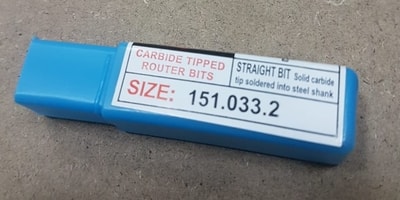 CARBIDE TIPPED
ROUTER BITS
STRAIGHT BIT Solid carbide
tip soldered into steel shank
SIZE: 151.033.2